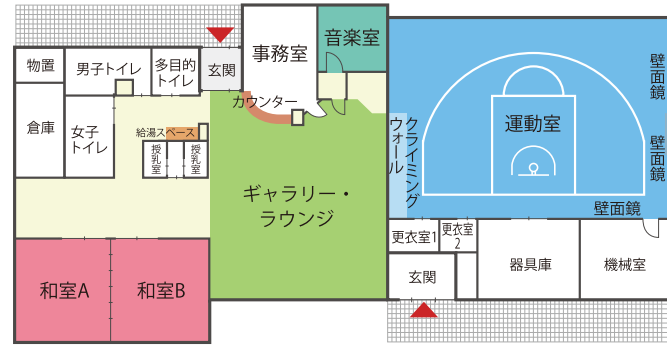 物置
男子トイレ
多目的
トイレ
玄関
事務室
音楽室
カウンター
倉庫
女子
トイレ
給湯スペース
授乳室
授乳室
ギャラリー・
ラウンジ
和室A
和室B
クライミング
ウォール
運動室
壁面鏡
壁面鏡
壁面鏡
更衣室1
更衣室
2
玄関
器具庫
機械室